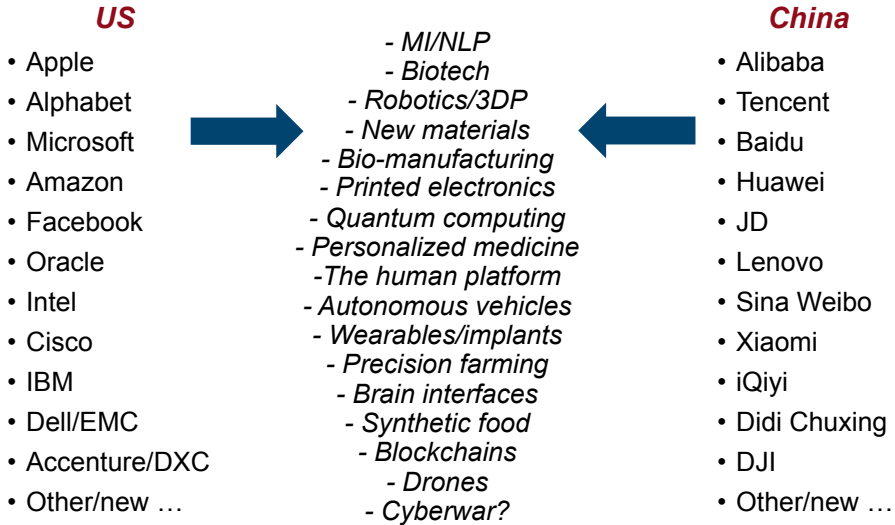 US
• Apple
• Alphabet
• Microsoft
• Amazon
• Facebook
• Oracle
• Intel
• Cisco
• IBM
• Dell/EMC
• Accenture/DXC
• Other/new …
- MI/NLP
- Biotech
- Robotics/3DP
- New materials
- Bio-manufacturing
- Printed electronics
- Quantum computing
- Personalized medicine
-The human platform
- Autonomous vehicles
- Wearables/implants
- Precision farming
- Brain interfaces
- Synthetic food
- Blockchains
- Drones
- Cyberwar?
China
• Alibaba
• Tencent
• Baidu
• Huawei
• JD
• Lenovo
• Sina Weibo
• Xiaomi
• iQiyi
• Didi Chuxing
• DJI
• Other/new …